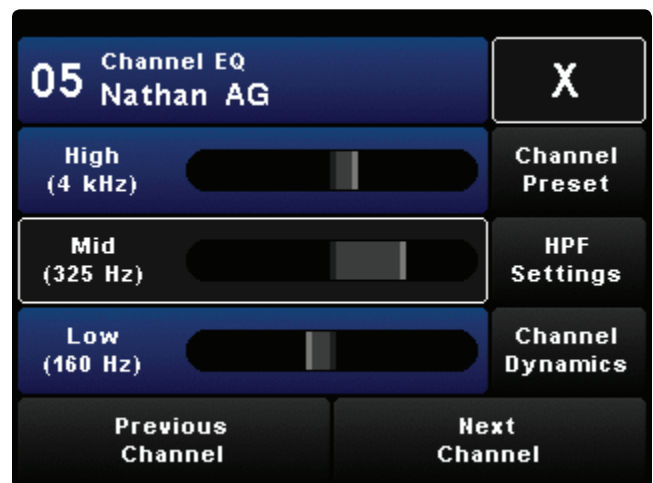 05
Channel EQ
Nathan AG
X
High
(4 kHz)
Channel
Preset
Mid
(325 Hz)
HPF
Settings
Low
(160 Hz)
Channel
Dynamics
Previous
Channel
Next
Channel